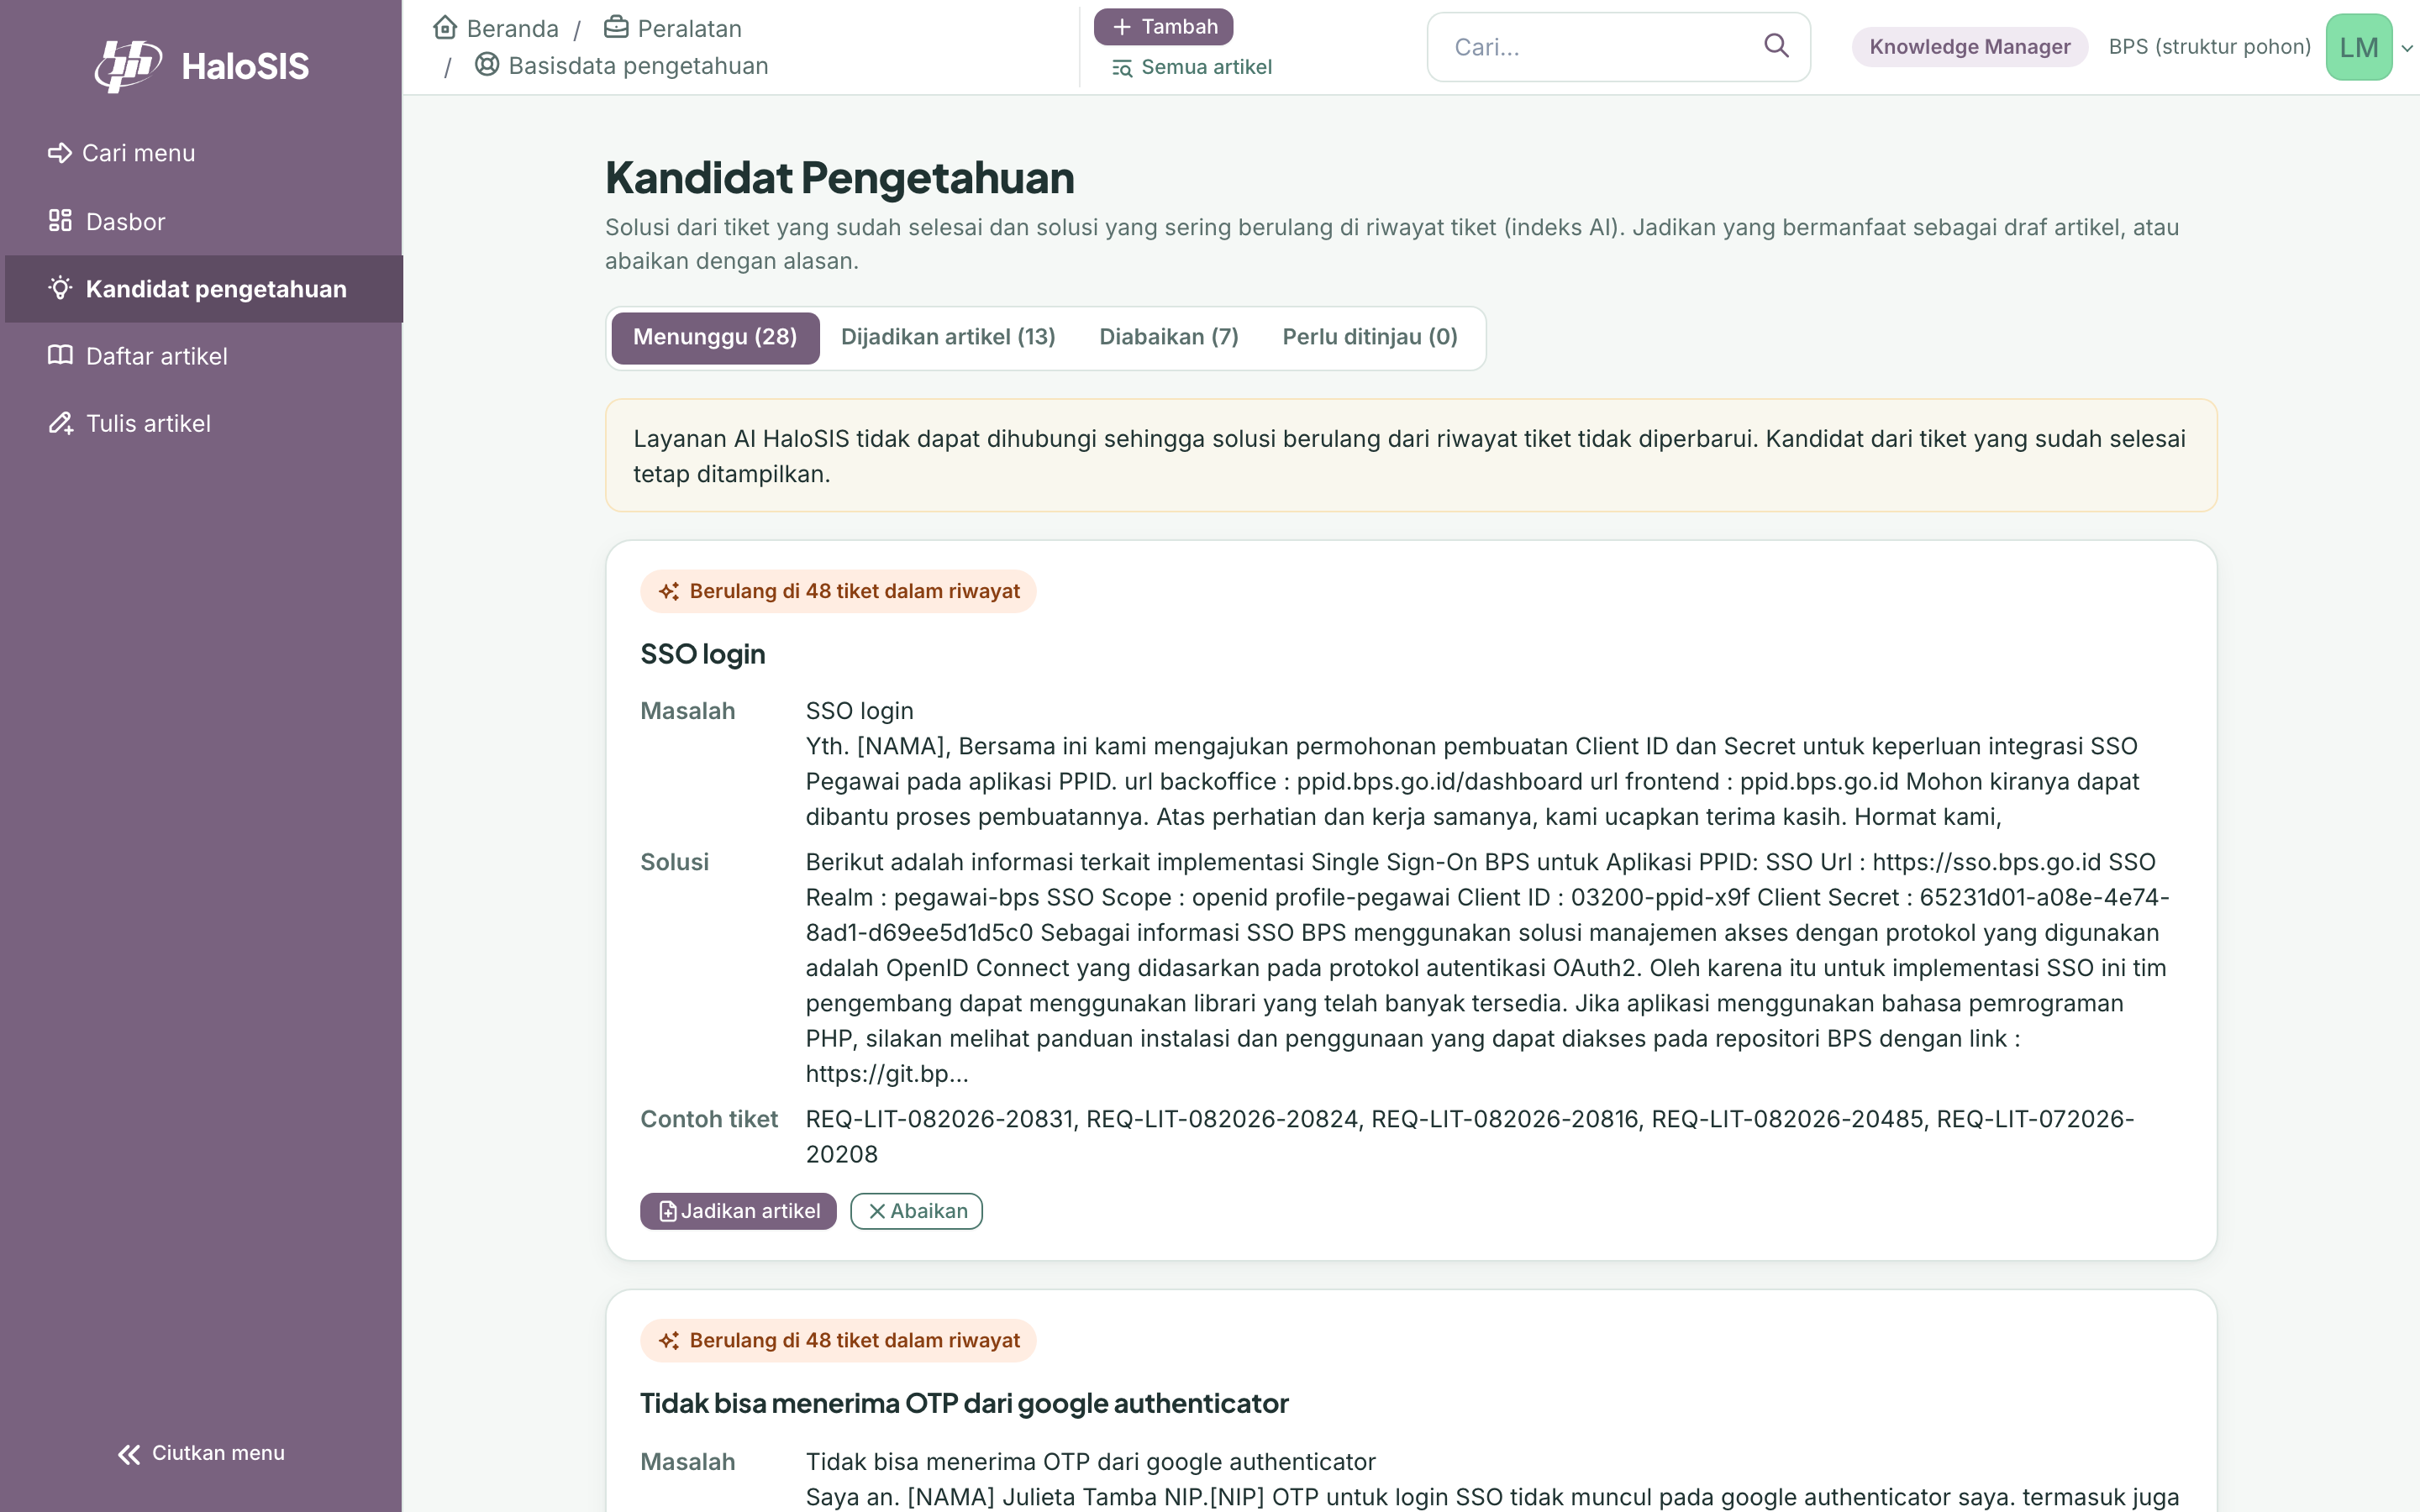 HaloSIS
Cari menu
Dasbor
Kandidat pengetahuan
Daftar artikel
Tulis artikel
Ciutkan menu
Beranda / Peralatan
/ Basisdata pengetahuan
Tambah
Semua artikel
Cari...
Knowledge Manager
BPS (struktur pohon)
LM
Kandidat Pengetahuan
Solusi dari tiket yang sudah selesai dan solusi yang sering berulang di riwayat tiket (indeks AI). Jadikan yang bermanfaat sebagai draf artikel, atau
abaikan dengan alasan.
Menunggu (28) Dijadikan artikel (13) Diabaikan (7) Perlu ditinjau (0)
Layanan AI HaloSIS tidak dapat dihubungi sehingga solusi berulang dari riwayat tiket tidak diperbarui. Kandidat dari tiket yang sudah selesai
tetap ditampilkan.
Berulang di 48 tiket dalam riwayat
SSO login
Masalah SSO login
Yth. [NAMA], Bersama ini kami mengajukan permohonan pembuatan Client ID dan Secret untuk keperluan integrasi SSO
Pegawai pada aplikasi PPID. url backoffice : ppid.bps.go.id/dashboard url frontend : ppid.bps.go.id Mohon kiranya dapat
dibantu proses pembuatannya. Atas perhatian dan kerja samanya, kami ucapkan terima kasih. Hormat kami,
Solusi Berikut adalah informasi terkait implementasi Single Sign-On BPS untuk Aplikasi PPID: SSO Url : https://sso.bps.go.id SSO
Realm : pegawai-bps SSO Scope : openid profile-pegawai Client ID : 03200-ppid-x9f Client Secret : 65231d01-a08e-4e74-
8ad1-d69ee5d1d5c0 Sebagai informasi SSO BPS menggunakan solusi manajemen akses dengan protokol yang digunakan
adalah OpenID Connect yang didasarkan pada protokol autentikasi OAuth2. Oleh karena itu untuk implementasi SSO ini tim
pengembang dapat menggunakan librari yang telah banyak tersedia. Jika aplikasi menggunakan bahasa pemrograman
PHP, silakan melihat panduan instalasi dan penggunaan yang dapat diakses pada repositori BPS dengan link :
https://git.bp...
Contoh tiket REQ-LIT-082026-20831, REQ-LIT-082026-20824, REQ-LIT-082026-20816, REQ-LIT-082026-20485, REQ-LIT-072026-
20208
Jadikan artikel Abaikan
Berulang di 48 tiket dalam riwayat
Tidak bisa menerima OTP dari google authenticator
Masalah Tidak bisa menerima OTP dari google authenticator
Saya an. [NAMA] Julieta Tamba NIP.[NIP] OTP untuk login SSO tidak muncul pada google authenticator saya. termasuk juga